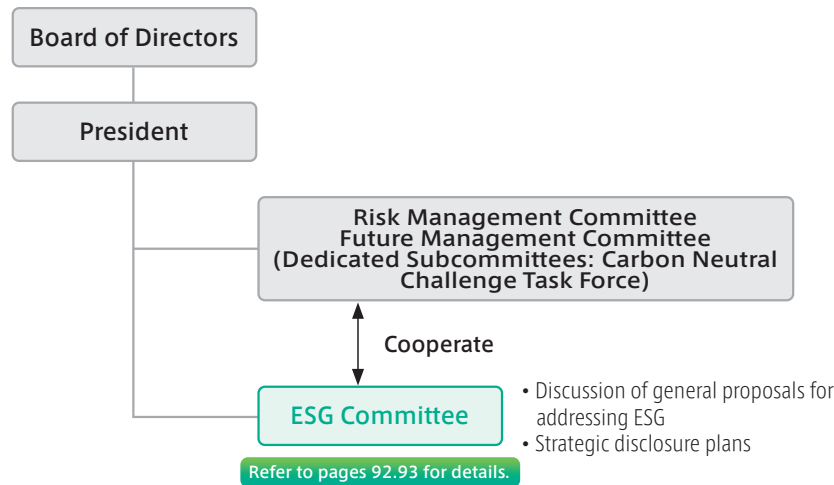 Board of Directors
President
Risk Management Committee
Future Management Committee
(Dedicated Subcommittees: Carbon Neutral
Challenge Task Force)
Cooperate
ESG Committee
• Discussion of general proposals for
addressing ESG
• Strategic disclosure plans
Refer to pages 92.93 for details.